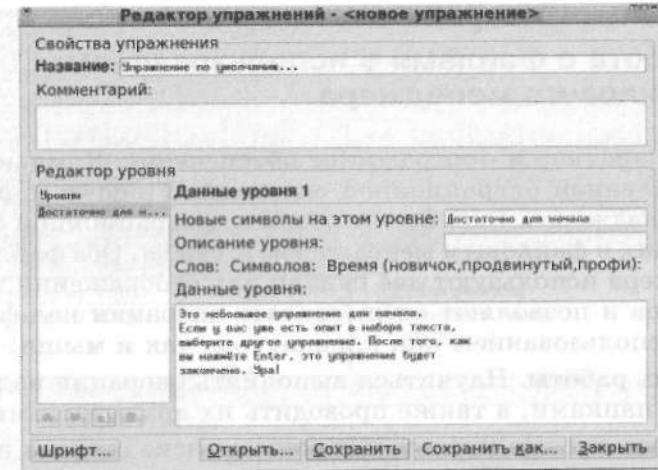 Редактор упражнений - <новое упражнение>
Свойства упражнения
Название: Упражнение по умолчанию...
Комментарий:
Редактор уровня
Уровни
Достаточно для н...
Данные уровня 1
Новые символы на этом уровне: Достаточно для начала
Описание уровня:
Слов: Символов: Время (новичок,продвинутый,профи):
Данные уровня:
Это небольшое упражнение для начала.
Если у вас уже есть опыт в наборе текста,
выберите другое упражнение. После того, как
вы нажмёте Enter, это упражнение будет
закончено. Ура!
Шрифт... Открыть... Сохранить Сохранить как... Закрыть